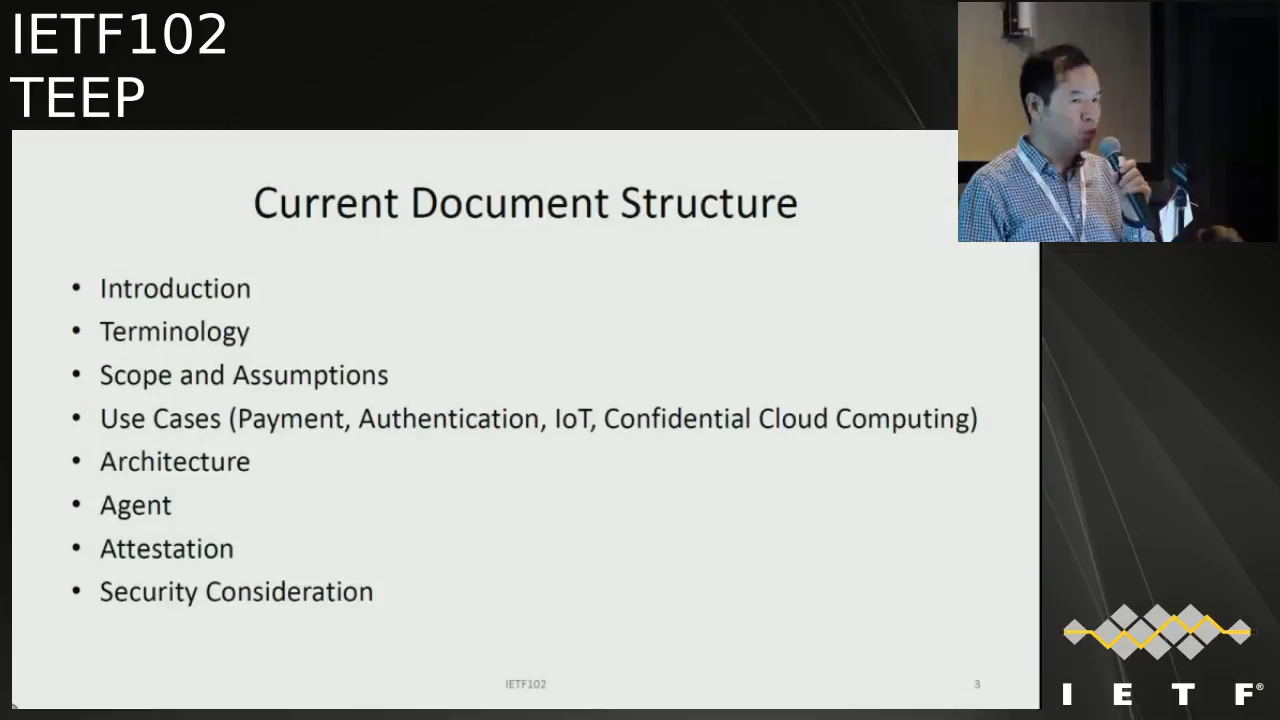 IETF102
TEEP
Current Document Structure
• Introduction
• Terminology
• Scope and Assumptions
• Use Cases (Payment, Authentication, IoT, Confidential Cloud Computing)
• Architecture
• Agent
• Attestation
• Security Consideration
IETF102
3
I E T F®